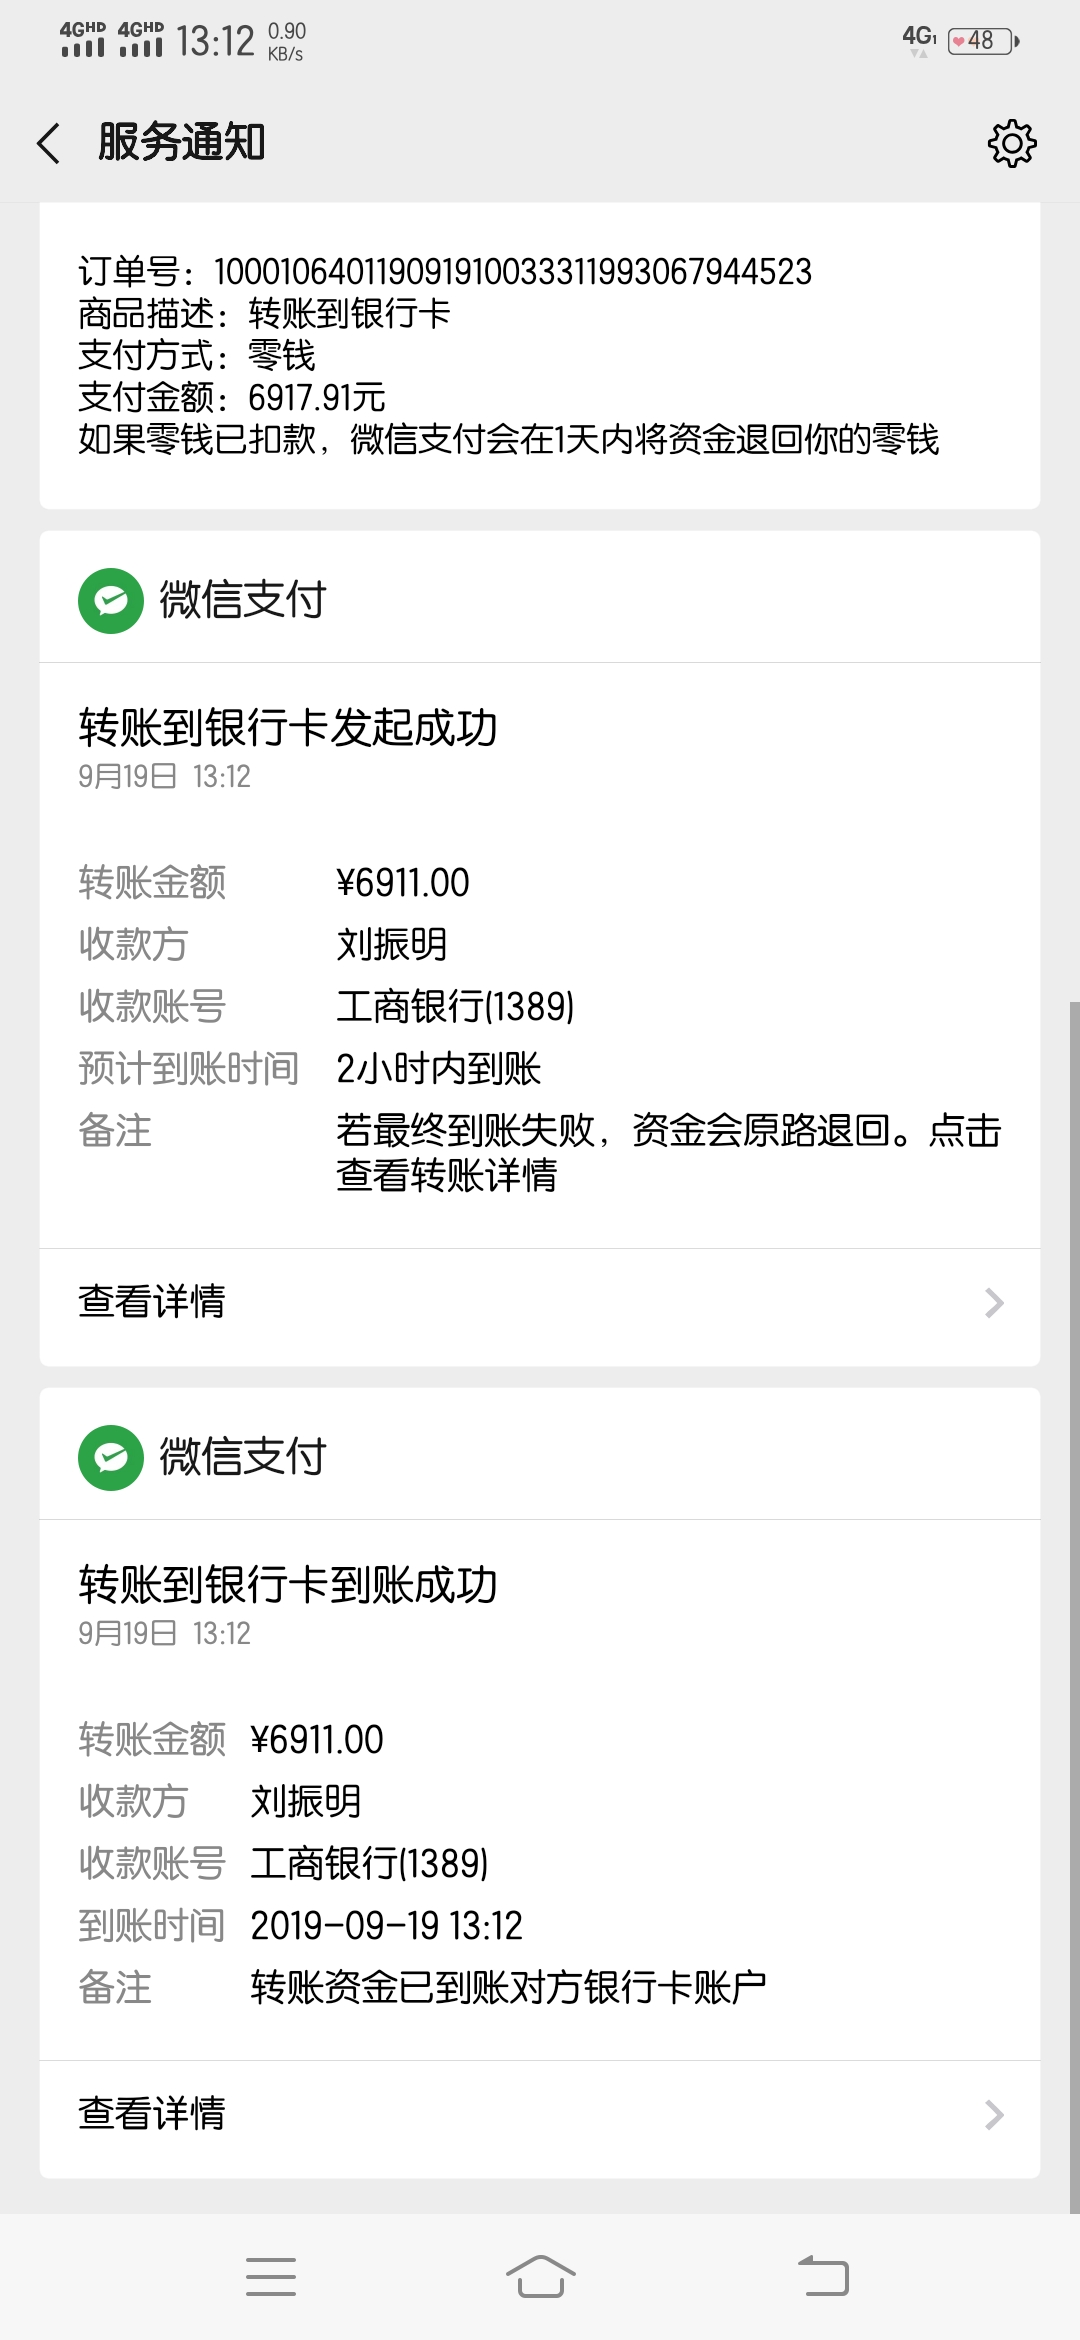 4GHD 4GHD 13:12 0.90 KB/s 4G1 48
服务通知
订单号：1000106401190919100333119930679​44523
商品描述：转账到银行卡
支付方式：零钱
支付金额：6917.91元
如果零钱已扣款，微信支付会在1天内将资金退回你的零钱
微信支付
转账到银行卡发起成功
9月19日 13:12
转账金额 ¥6911.00
收款方 刘振明
收款账号 工商银行(1389)
预计到账时间 2小时内到账
备注 若最终到账失败，资金会原路退回。点击
查看转账详情
查看详情
微信支付
转账到银行卡到账成功
9月19日 13:12
转账金额 ¥6911.00
收款方 刘振明
收款账号 工商银行(1389)
到账时间 2019-09-19 13:12
备注 转账资金已到账对方银行卡账户
查看详情